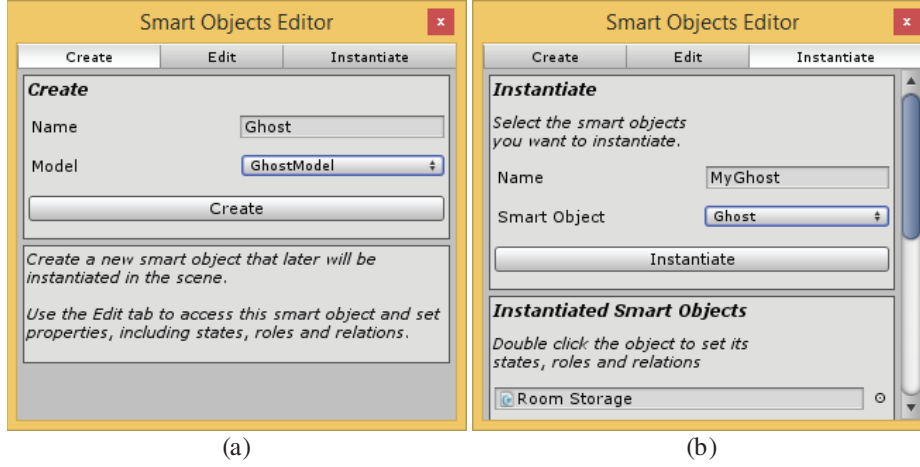 Smart Objects Editor
x
Create Edit Instantiate
Create
Name Ghost
Model GhostModel
Create
Create a new smart object that later will be
instantiated in the scene.
Use the Edit tab to access this smart object and set
properties, including states, roles and relations.
(a)
Smart Objects Editor
x
Create Edit Instantiate
Instantiate
Select the smart objects
you want to instantiate.
Name MyGhost
Smart Object Ghost
Instantiate
Instantiated Smart Objects
Double click the object to set its
states, roles and relations
Room Storage
(b)